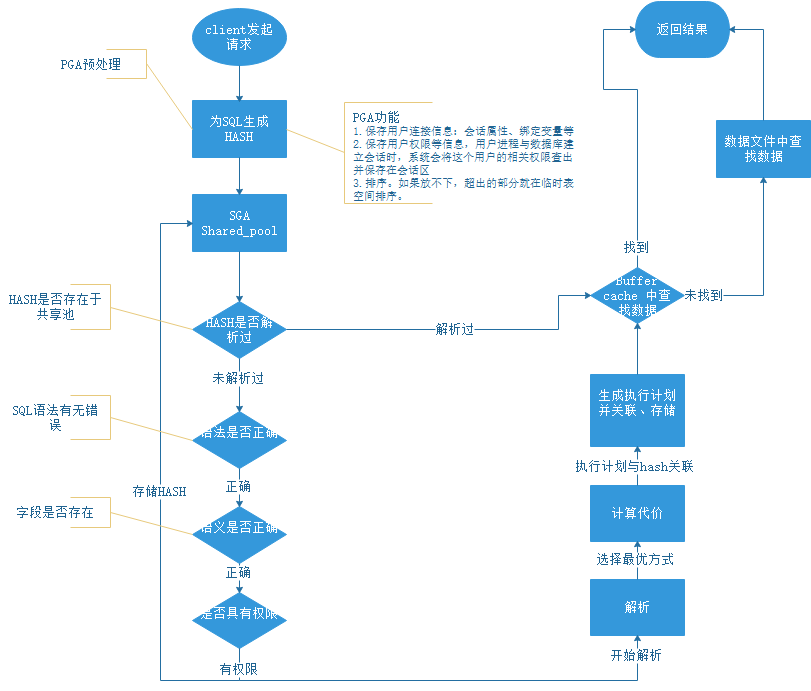 client发起
请求
返回结果
PGA预处理
为SQL生成
HASH
PGA功能
1. 保存用户连接信息：会话属性、绑定变量等
2. 保存用户权限等信息，用户进程与数据库建
立会话时，系统会将这个用户的相关权限查出
并保存在会话区
3. 排序。如果放不下，超出的部分就在临时表
空间排序。
数据文件中查
找数据
SGA
Shared_pool
找到
Buffer
cache 中查
找数据
未找到
HASH是否存在于
共享池
HASH是否解
析过
解析过
未解析过
生成执行计划
并关联、存储
SQL语法有无错
误
语法是否正确
执行计划与hash关联
正确
存储HASH
字段是否存在
语义是否正确
计算代价
选择最优方式
正确
是否具有权限
解析
有权限
开始解析